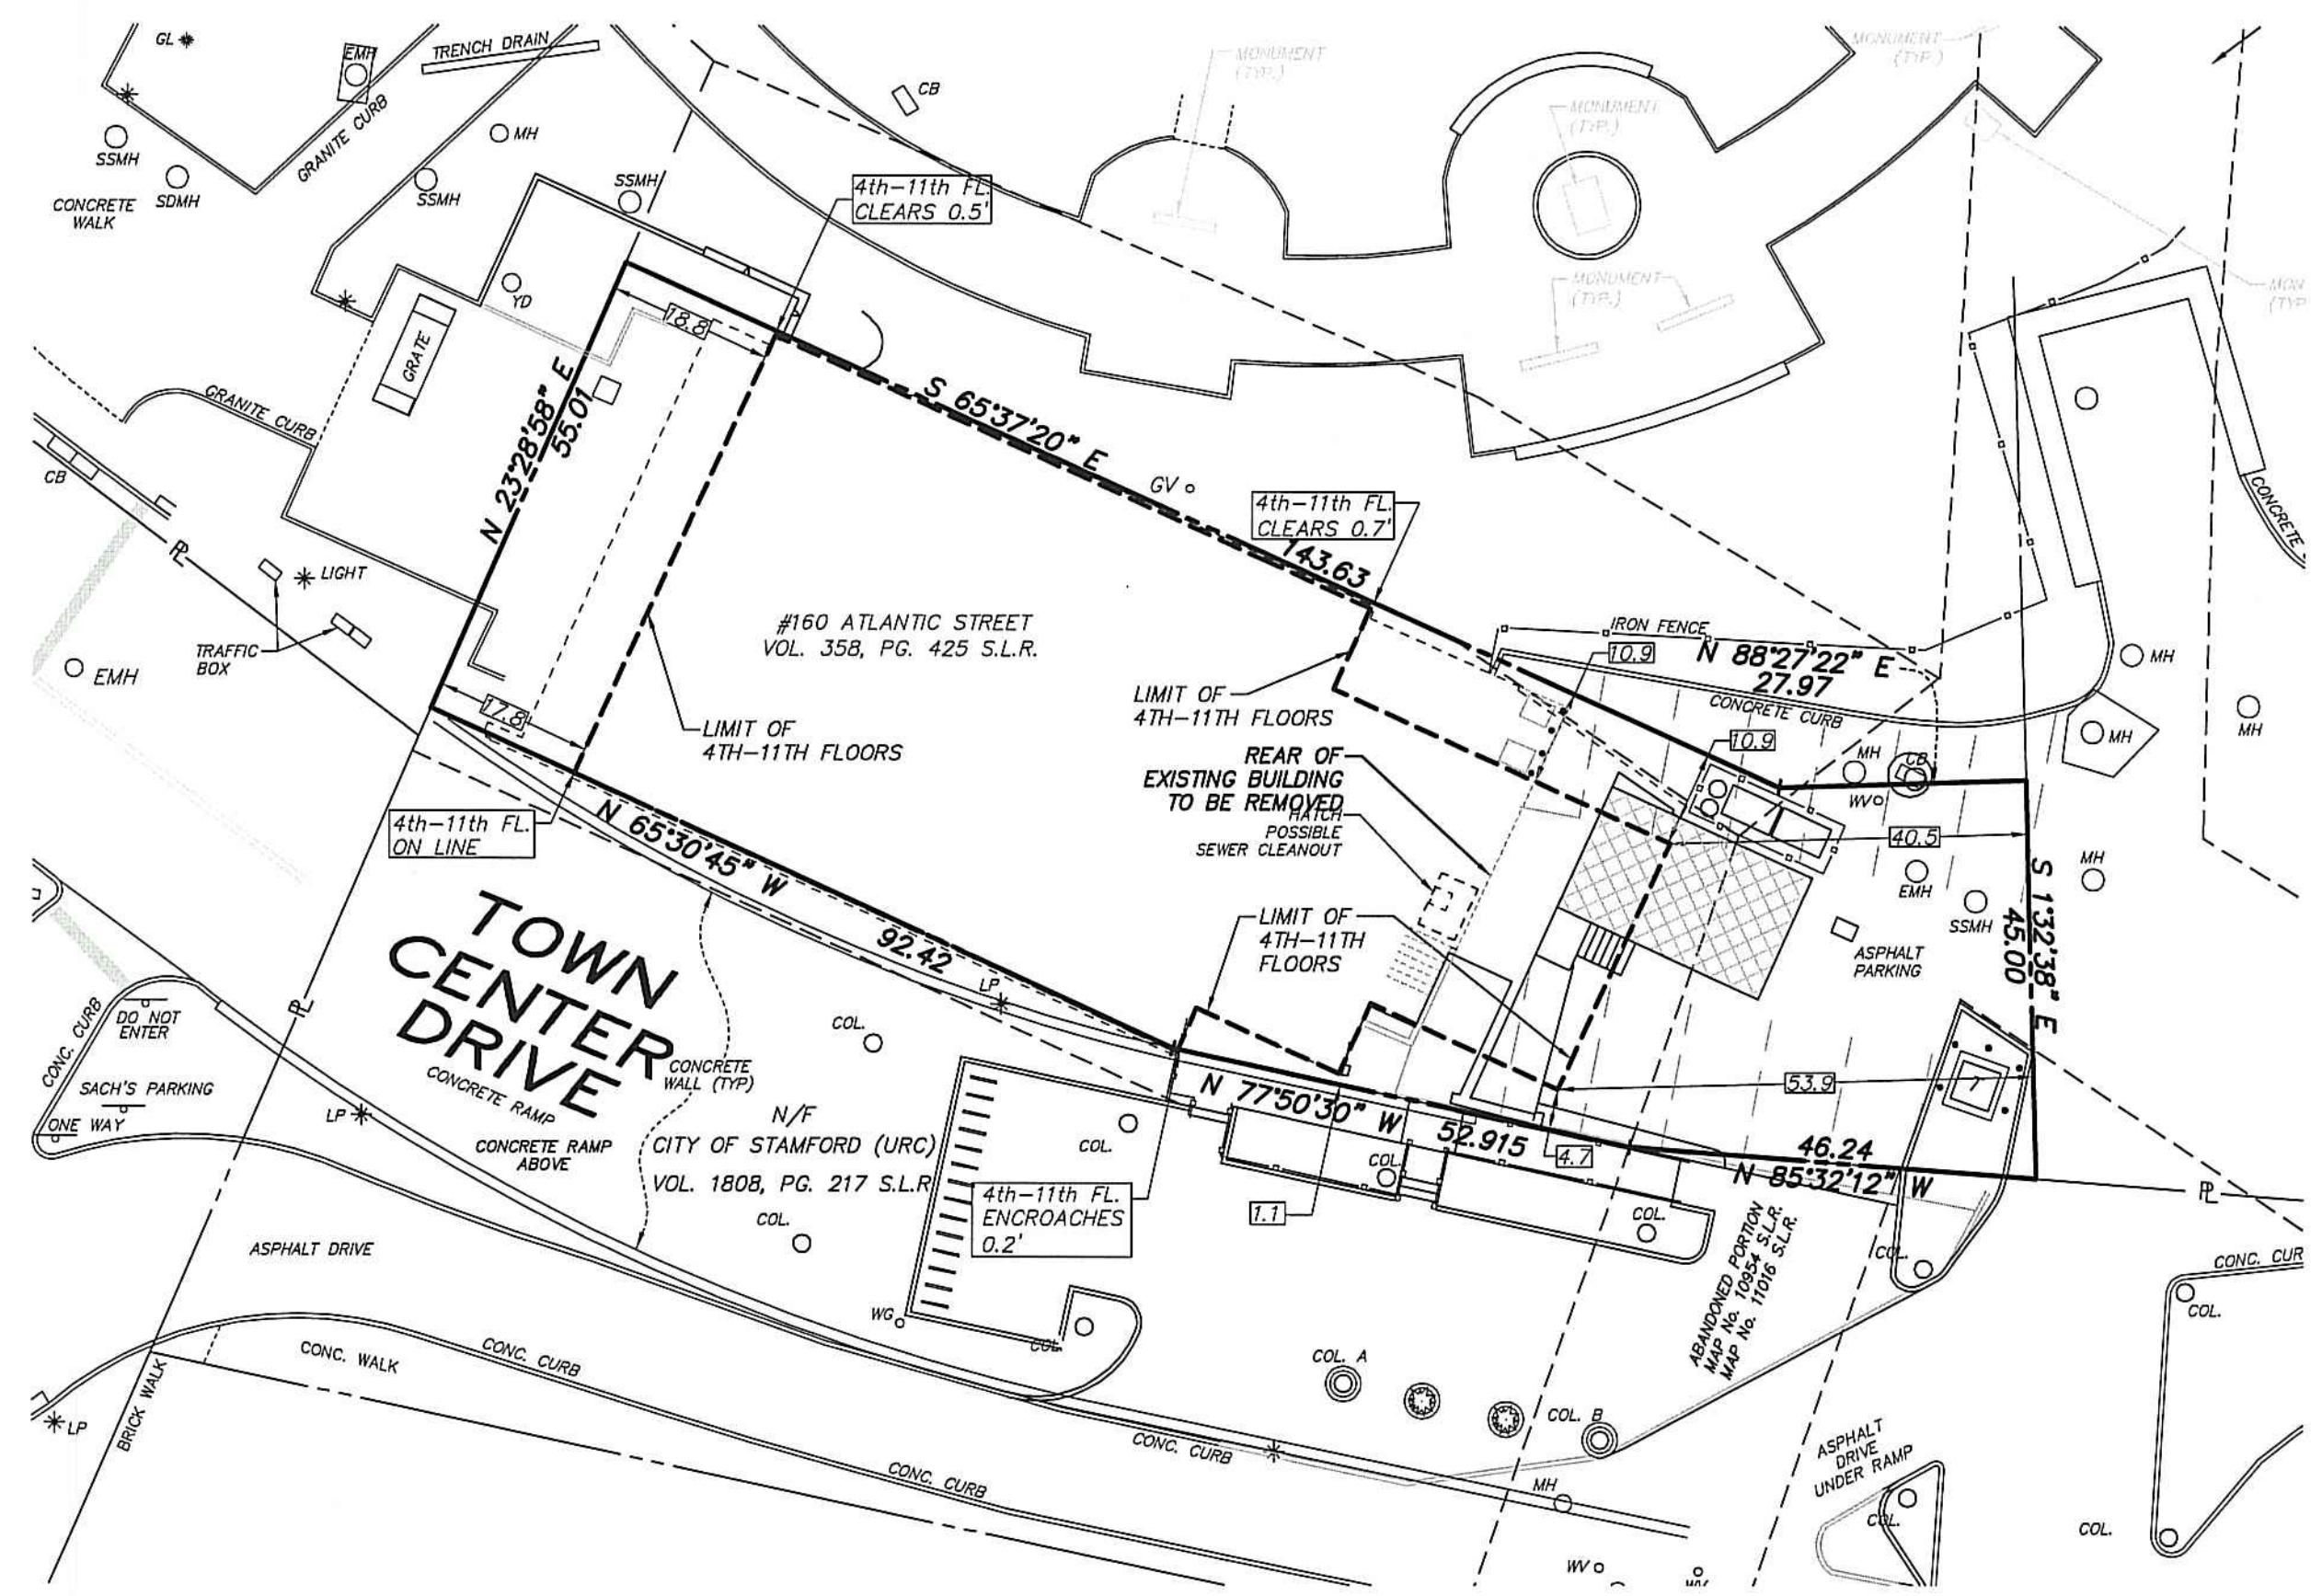 GL
EMH
TRENCH DRAIN
GRANITE CURB
CB
MONUMENT
(TYP.)
MONUMENT
(TYP.)
MONUMENT
(TYP.)
SSMH
SDMH
CONCRETE
WALK
MH
SSMH
SSMH
4th-11th FL.
CLEARS 0.5'
YD
GRATE
18.8
MONUMENT
(TYP.)
MON
(TYP
GRANITE CURB
CB
N 23°28'58" E
55.01
S 65°37'20" E
143.63
GV
4th-11th FL.
CLEARS 0.7'
CONCRETE
PL
LIGHT
TRAFFIC
BOX
EMH
#160 ATLANTIC STREET
VOL. 358, PG. 425 S.L.R.
IRON FENCE
10.9
N 88°27'22" E
27.97
CONCRETE CURB
MH
MH
MH
17.8
LIMIT OF
4TH-11TH FLOORS
LIMIT OF
4TH-11TH FLOORS
REAR OF
EXISTING BUILDING
TO BE REMOVED
HATCH
POSSIBLE
SEWER CLEANOUT
10.9
MH
CB
WV
40.5
EMH
SSMH
MH
S 1°32'38" E
45.00
ASPHALT
PARKING
4th-11th FL.
ON LINE
N 65°30'45" W
92.42
LIMIT OF
4TH-11TH
FLOORS
TOWN
CENTER
DRIVE
LP
COL.
PL
CONC. CURB
DO NOT
ENTER
SACH'S PARKING
ONE WAY
LP
CONCRETE RAMP
CONCRETE
WALL (TYP)
CONCRETE RAMP
ABOVE
N/F
CITY OF STAMFORD (URC)
VOL. 1808, PG. 217 S.L.R
COL.
COL.
N 77°50'30" W
52.915
COL.
4.7
53.9
46.24
N 85°32'12" W
PL
4th-11th FL.
ENCROACHES
0.2'
1.1
COL.
ABANDONED PORTION
MAP No. 10954 S.L.R.
MAP No. 11016 S.L.R.
COL.
CONC. CUR
COL.
ASPHALT DRIVE
WG
COL.
CONC. WALK
CONC. CURB
BRICK WALK
LP
COL. A
COL. B
CONC. CURB
CONC. CURB
MH
ASPHALT
DRIVE
UNDER RAMP
COL.
COL.
WV
WV